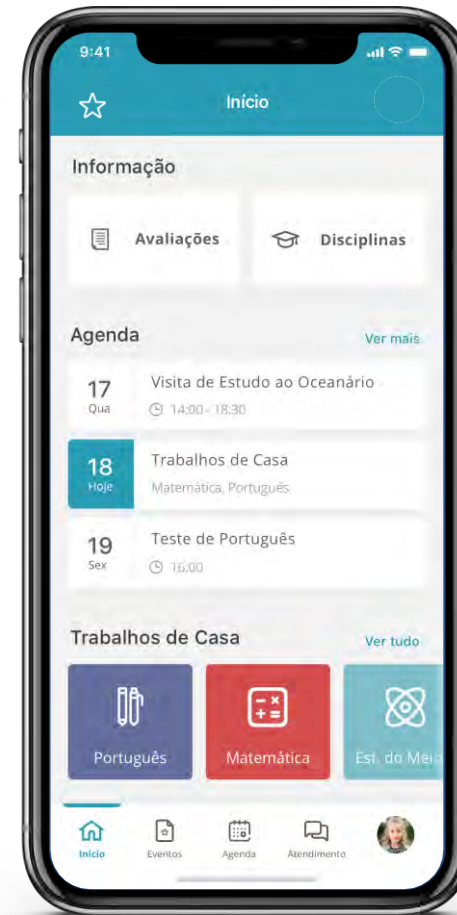 9:41
Início
Informação
Avaliações
Disciplinas
Agenda
Ver mais
17
Qua
Visita de Estudo ao Oceanário
14:00 - 18:30
18
Hoje
Trabalhos de Casa
Matemática, Português
19
Sex
Teste de Português
16:00
Trabalhos de Casa
Ver tudo
Português
Matemática
Est. do Meio
Início
Eventos
Agenda
Atendimento